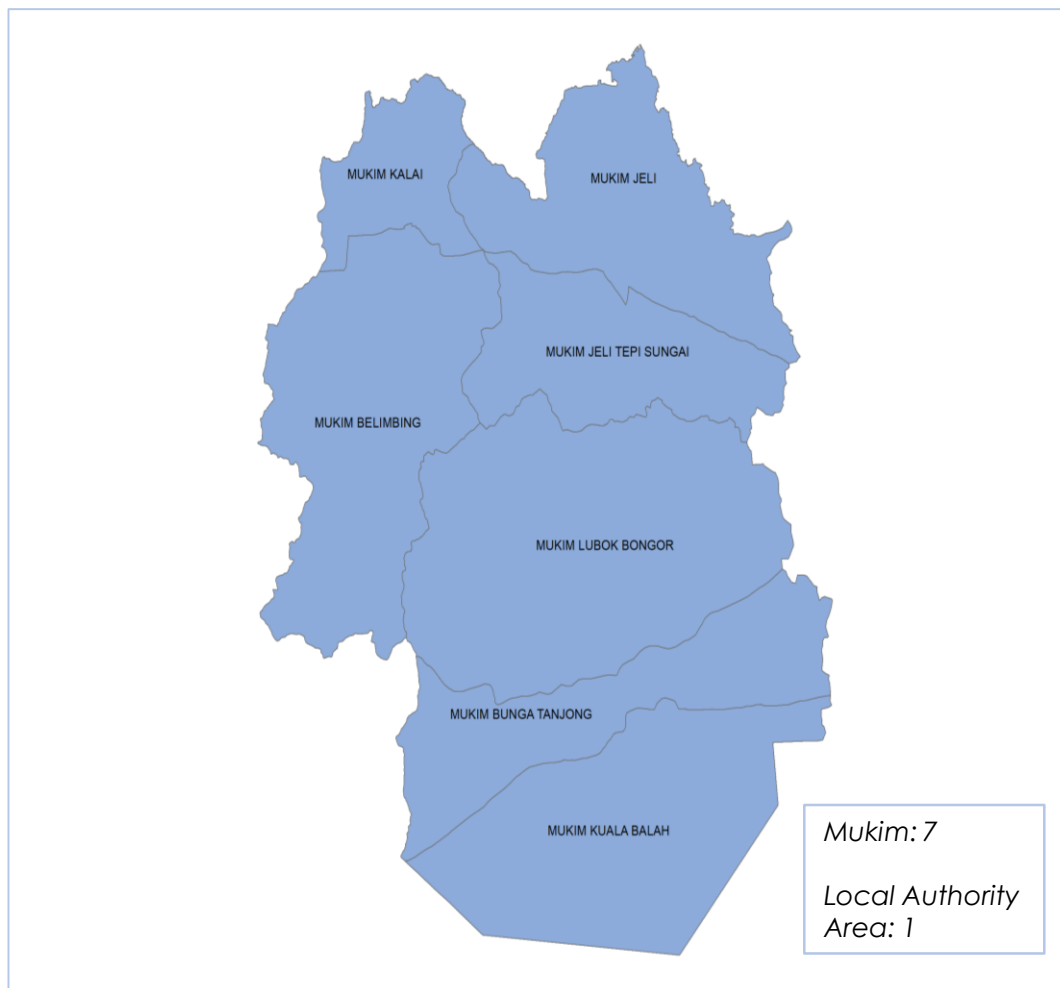 MUKIM KALAI
MUKIM JELI
MUKIM JELI TEPI SUNGAI
MUKIM BELIMBING
MUKIM LUBOK BONGOR
MUKIM BUNGA TANJONG
MUKIM KUALA BALAH
Mukim: 7
Local Authority
Area: 1